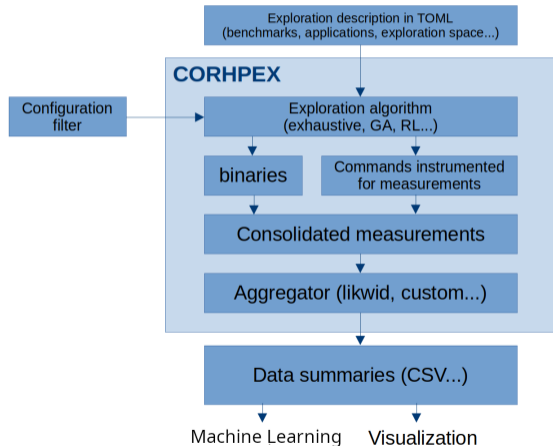 Exploration description in TOML
(benchmarks, applications, exploration space...)
CORHPEX
Configuration
filter
Exploration algorithm
(exhaustive, GA, RL...)
binaries
Commands instrumented
for measurements
Consolidated measurements
Aggregator (likwid, custom...)
Data summaries (CSV...)
Machine Learning
Visualization